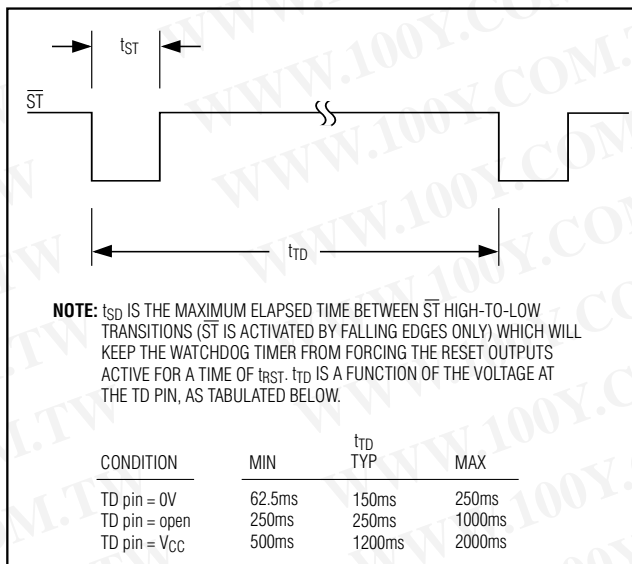 tST
ST
tTD
NOTE: tSD IS THE MAXIMUM ELAPSED TIME BETWEEN ST HIGH-TO-LOW
TRANSITIONS (ST IS ACTIVATED BY FALLING EDGES ONLY) WHICH WILL
KEEP THE WATCHDOG TIMER FROM FORCING THE RESET OUTPUTS
ACTIVE FOR A TIME OF tRST. tTD IS A FUNCTION OF THE VOLTAGE AT
THE TD PIN, AS TABULATED BELOW.
tTD
CONDITION MIN TYP MAX
TD pin = 0V 62.5ms 150ms 250ms
TD pin = open 250ms 250ms 1000ms
TD pin = VCC 500ms 1200ms 2000ms
WWW.100Y.COM.TW